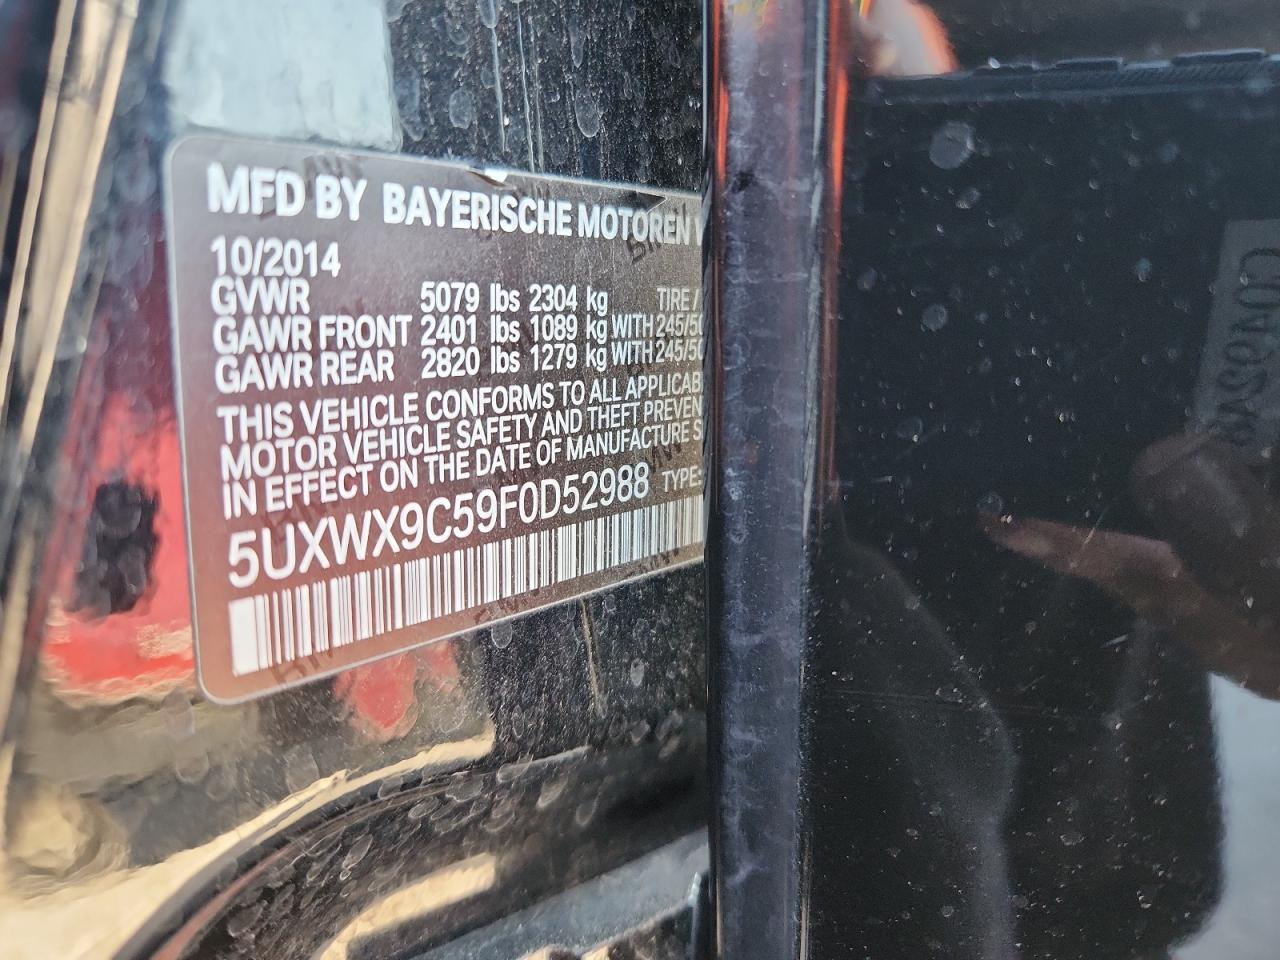 MFD BY BAYERISCHE MOTOREN
10/2014
GVWR 5079 lbs 2304 kg TIRE /
GAWR FRONT 2401 lbs 1089 kg WITH 245/50
GAWR REAR 2820 lbs 1279 kg WITH 245/50
THIS VEHICLE CONFORMS TO ALL APPLICAB
MOTOR VEHICLE SAFETY AND THEFT PREVEN
IN EFFECT ON THE DATE OF MANUFACTURE S
5UXWX9C59F0D52988 TYPE: